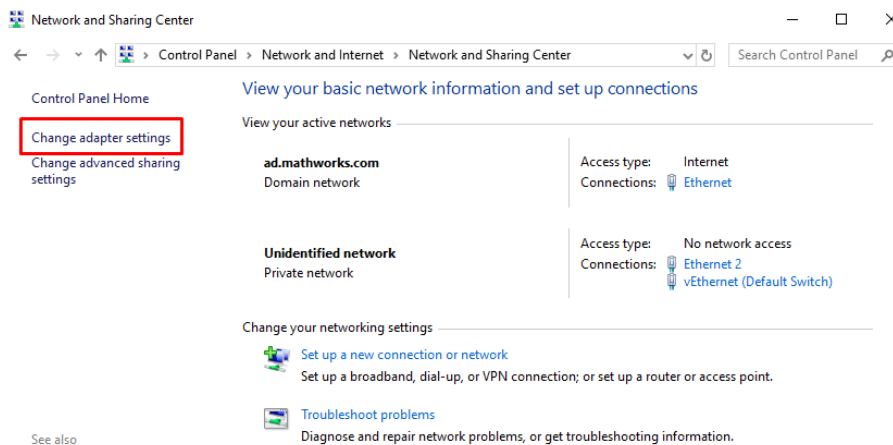 Network and Sharing Center
Control Panel > Network and Internet > Network and Sharing Center
Search Control Panel
Control Panel Home
Change adapter settings
Change advanced sharing
settings
See also
View your basic network information and set up connections
View your active networks
ad.mathworks.com
Domain network
Access type: Internet
Connections: Ethernet
Unidentified network
Private network
Access type: No network access
Connections: Ethernet 2
vEthernet (Default Switch)
Change your networking settings
Set up a new connection or network
Set up a broadband, dial-up, or VPN connection; or set up a router or access point.
Troubleshoot problems
Diagnose and repair network problems, or get troubleshooting information.